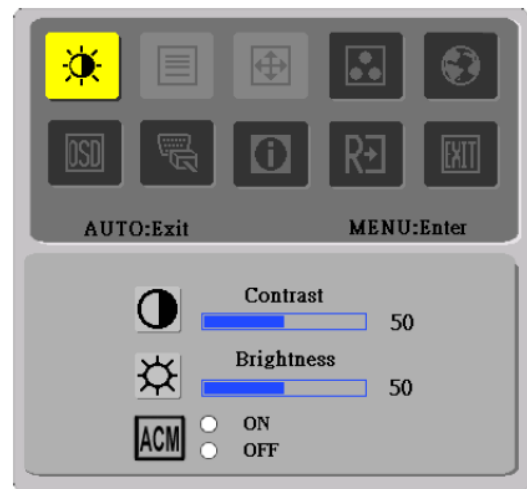 OSD
i
R
EXIT
AUTO:Exit MENU:Enter
Contrast
50
Brightness
50
ACM
ON
OFF